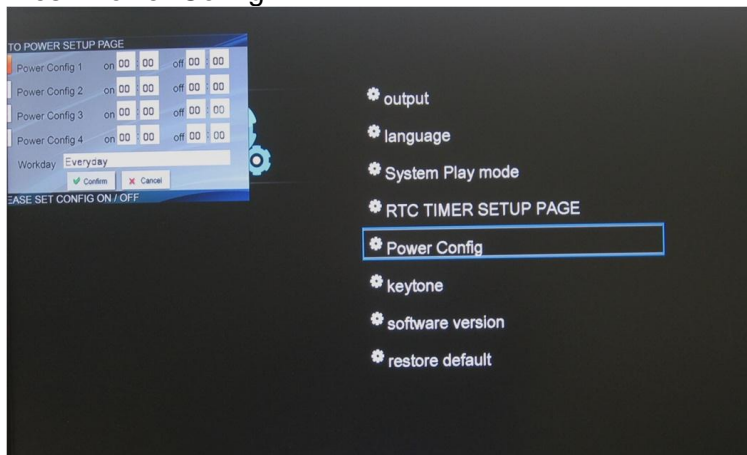 TO POWER SETUP PAGE
Power Config 1 on 00 : 00 off 00 : 00
Power Config 2 on 00 : 00 off 00 : 00
Power Config 3 on 00 : 00 off 00 : 00
Power Config 4 on 00 : 00 off 00 : 00
Workday Everyday
Confirm Cancel
EASE SET CONFIG ON / OFF
output
language
System Play mode
RTC TIMER SETUP PAGE
Power Config
keytone
software version
restore default